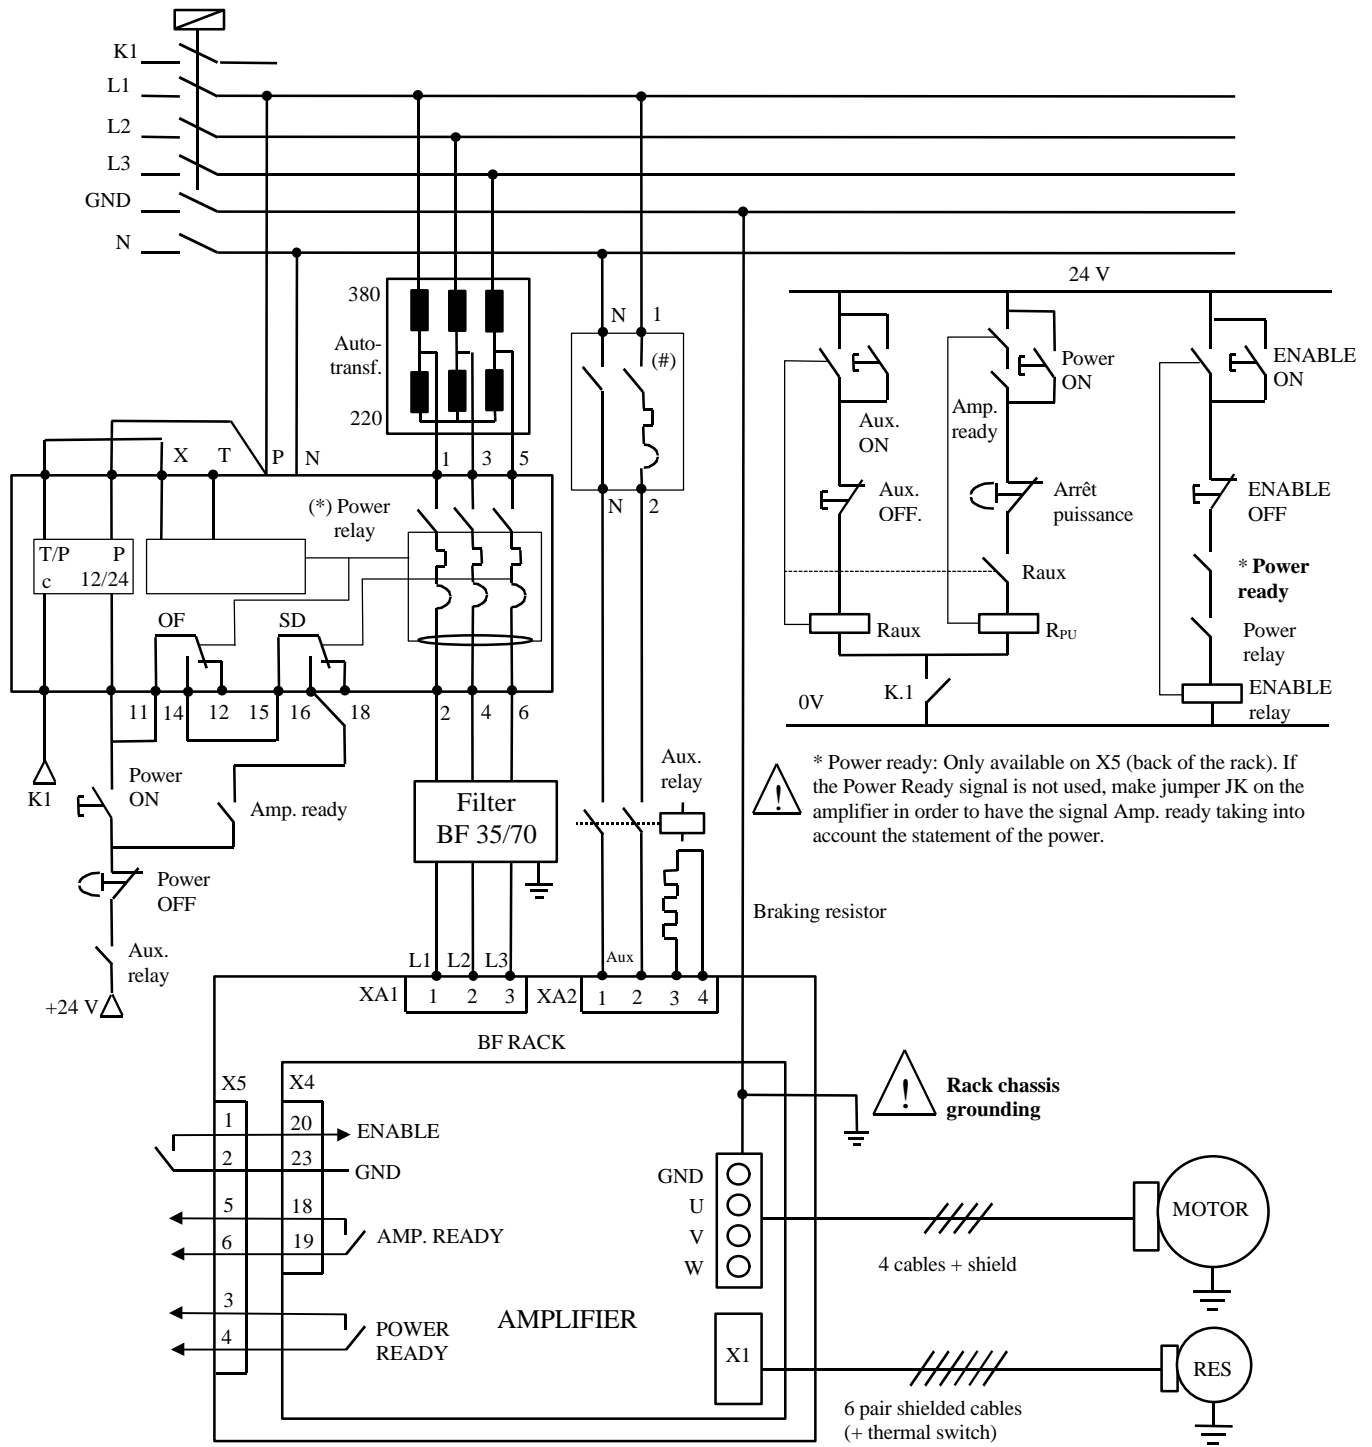 K1
L1
L2
L3
GND
N
24 V
380
Auto-
transf.
220
N 1
(#)
N 2
Aux.
ON
Aux.
OFF.
Raux
Power
ON
Amp.
ready
Arrêt
puissance
Raux
RPU
K.1
0V
ENABLE
ON
ENABLE
OFF
* Power
ready
Power
relay
ENABLE
relay
X T P N 1 3 5
(*) Power
relay
T/P P
c 12/24
OF SD
11 14 12 15 16 18 2 4 6
K1
Power
ON
Amp. ready
Power
OFF
Aux.
relay
+24 V
Filter
BF 35/70
Aux.
relay
* Power ready: Only available on X5 (back of the rack). If
the Power Ready signal is not used, make jumper JK on the
amplifier in order to have the signal Amp. ready taking into
account the statement of the power.
!
Braking resistor
L1 L2 L3 Aux
XA1 1 2 3 XA2 1 2 3 4
BF RACK
X5 X4
1 20 ENABLE
2 23 GND
5 18
6 19 AMP. READY
3
4 POWER
READY
AMPLIFIER
!
Rack chassis
grounding
GND
U
V
W
4 cables + shield
MOTOR
X1
6 pair shielded cables
(+ thermal switch)
RES